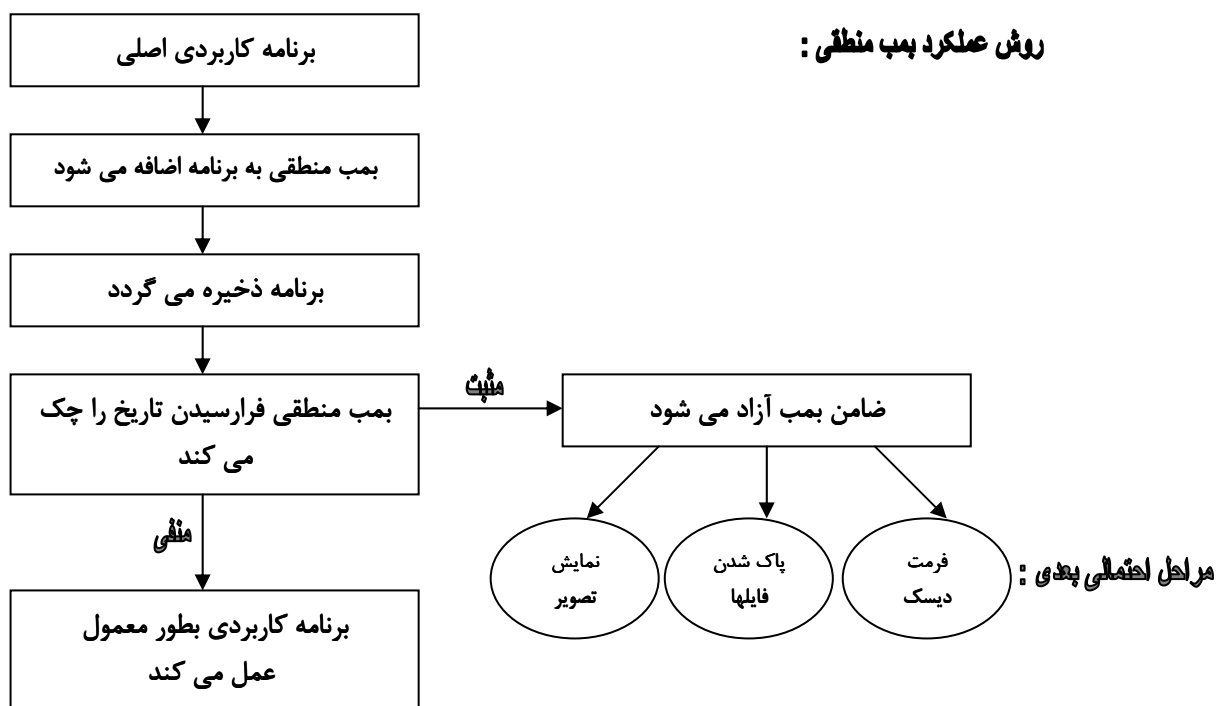 روش عملکرد بمب منطقی :
برنامه کاربردی اصلی
بمب منطقی به برنامه اضافه می شود
برنامه ذخیره می گردد
بمب منطقی فرارسیدن تاریخ را چک
می کند
مثبت
ضامن بمب آزاد می شود
منفی
مراحل احتمالی بعدی :
فرمت
دیسک
پاک شدن
فایلها
نمایش
تصویر
برنامه کاربردی بطور معمول
عمل می کند